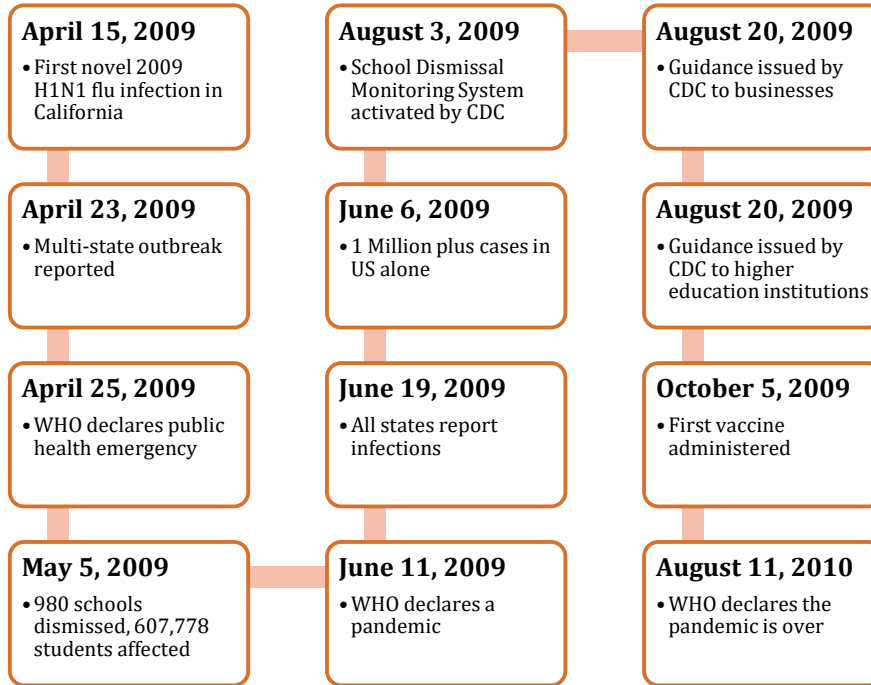 April 15, 2009
• First novel 2009
H1N1 flu infection in
California
April 23, 2009
• Multi-state outbreak
reported
April 25, 2009
• WHO declares public
health emergency
May 5, 2009
• 980 schools
dismissed, 607,778
students affected
June 11, 2009
• WHO declares a
pandemic
June 19, 2009
• All states report
infections
June 6, 2009
• 1 Million plus cases in
US alone
August 3, 2009
• School Dismissal
Monitoring System
activated by CDC
August 20, 2009
• Guidance issued by
CDC to businesses
August 20, 2009
• Guidance issued by
CDC to higher
education institutions
October 5, 2009
• First vaccine
administered
August 11, 2010
• WHO declares the
pandemic is over